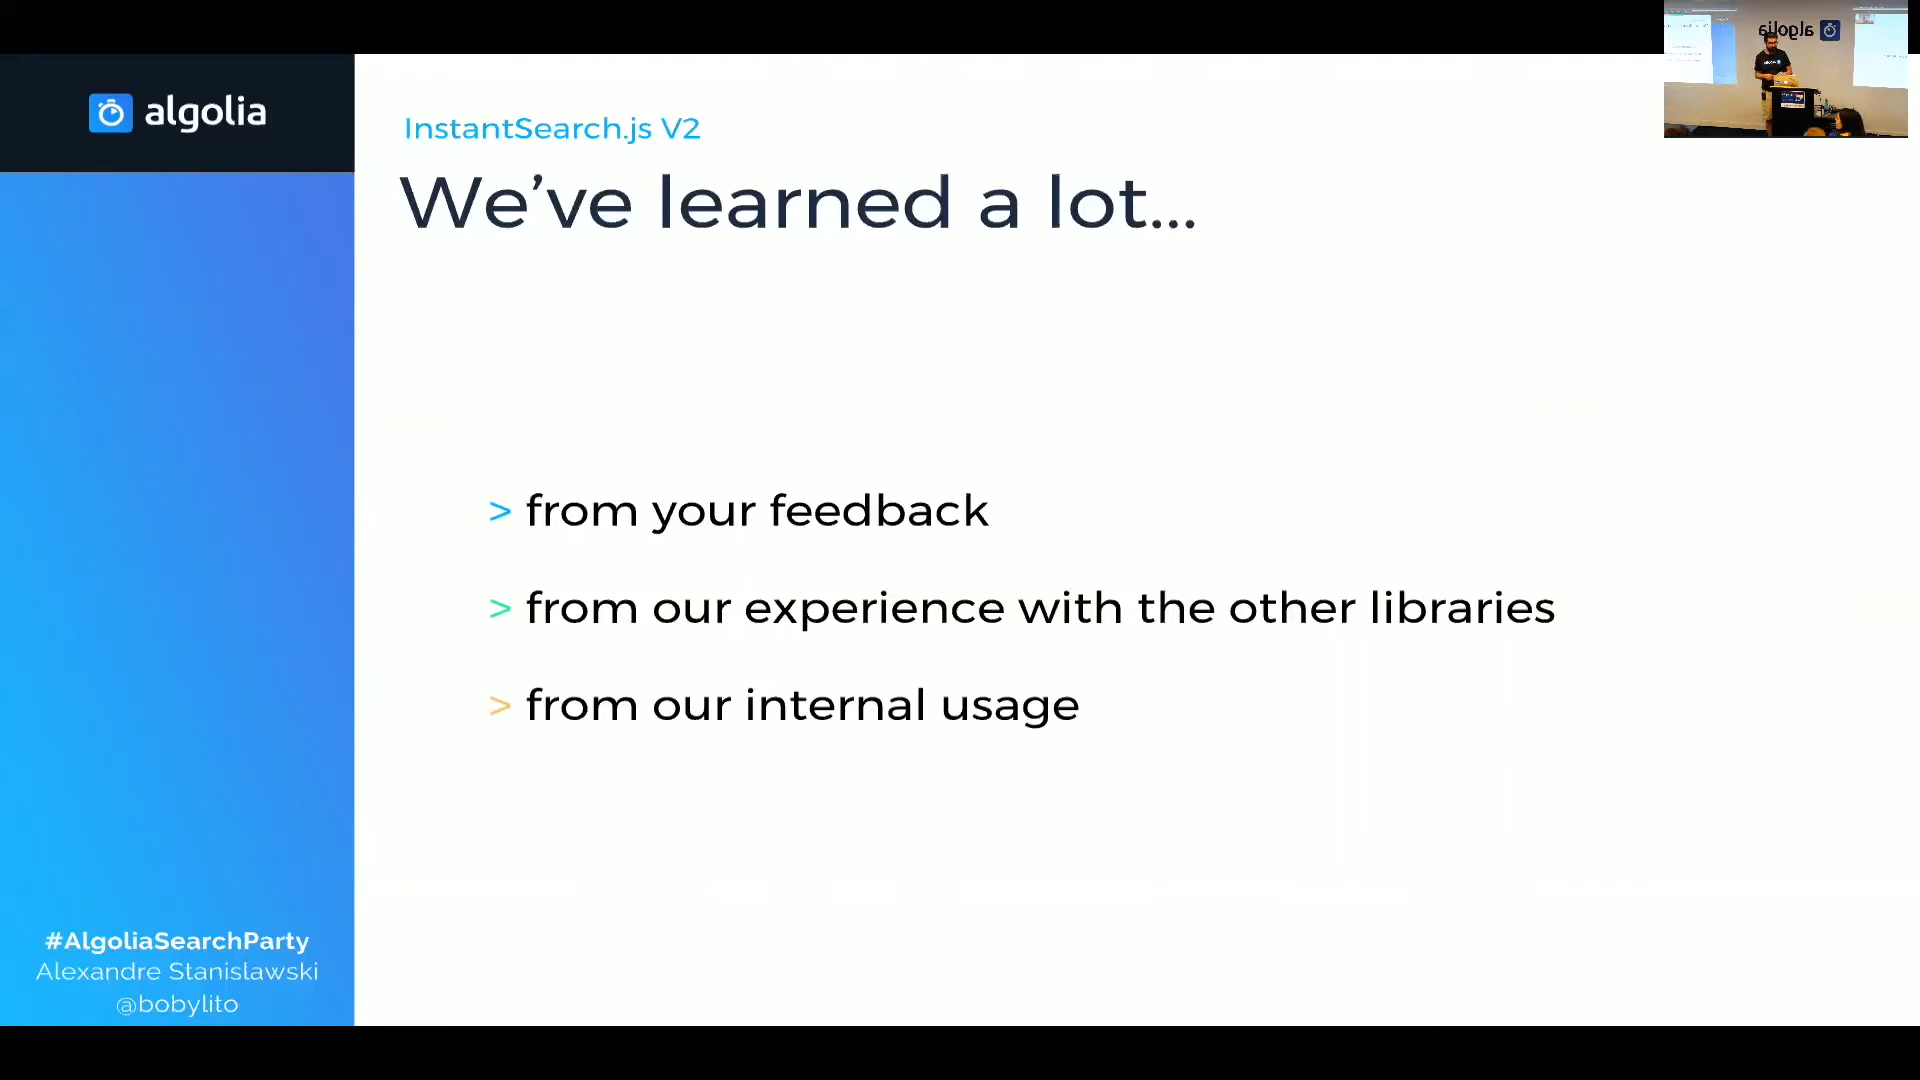 algolia
InstantSearch.js V2
We’ve learned a lot...
> from your feedback
> from our experience with the other libraries
> from our internal usage
#AlgoliaSearchParty
Alexandre Stanislawski
@bobylito
algolia